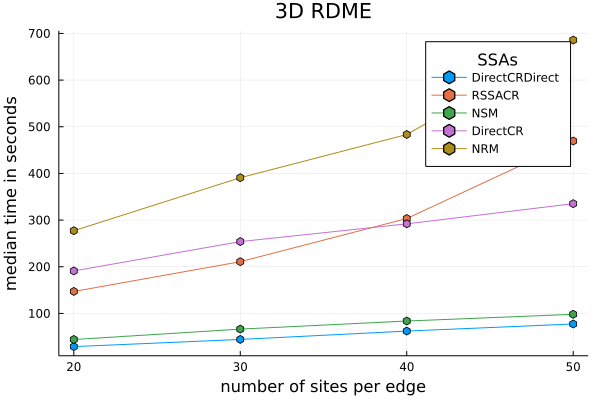 3D RDME
median time in seconds
700
600
500
400
300
200
100
SSAs
DirectCRDirect
RSSACR
NSM
DirectCR
NRM
20
30
40
50
number of sites per edge